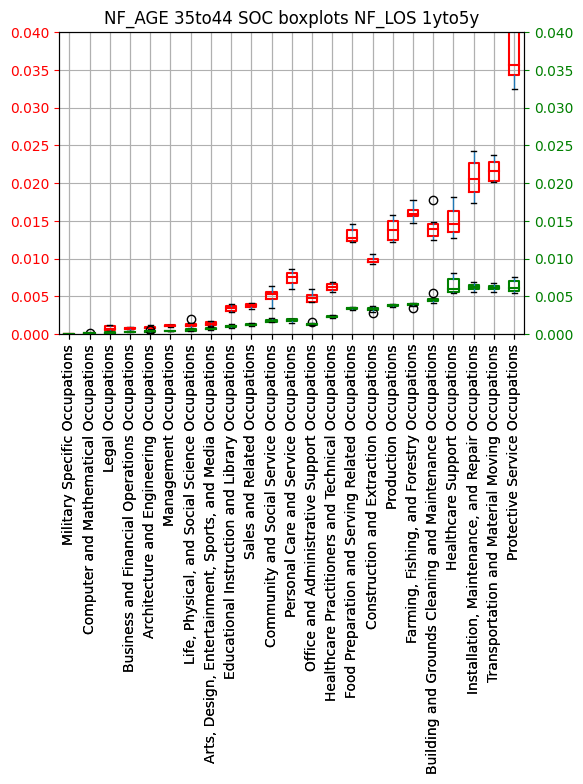 NF_AGE 35to44 SOC boxplots NF_LOS 1yto5y
0.040 0.040
0.035 0.035
0.030 0.030
0.025 0.025
0.020 0.020
0.015 0.015
0.010 0.010
0.005 0.005
0.000 0.000
Military Specific Occupations
Computer and Mathematical Occupations
Legal Occupations
Business and Financial Operations Occupations
Architecture and Engineering Occupations
Management Occupations
Life, Physical, and Social Science Occupations
Arts, Design, Entertainment, Sports, and Media Occupations
Educational Instruction and Library Occupations
Sales and Related Occupations
Community and Social Service Occupations
Personal Care and Service Occupations
Office and Administrative Support Occupations
Healthcare Practitioners and Technical Occupations
Food Preparation and Serving Related Occupations
Construction and Extraction Occupations
Production Occupations
Farming, Fishing, and Forestry Occupations
Building and Grounds Cleaning and Maintenance Occupations
Healthcare Support Occupations
Installation, Maintenance, and Repair Occupations
Transportation and Material Moving Occupations
Protective Service Occupations